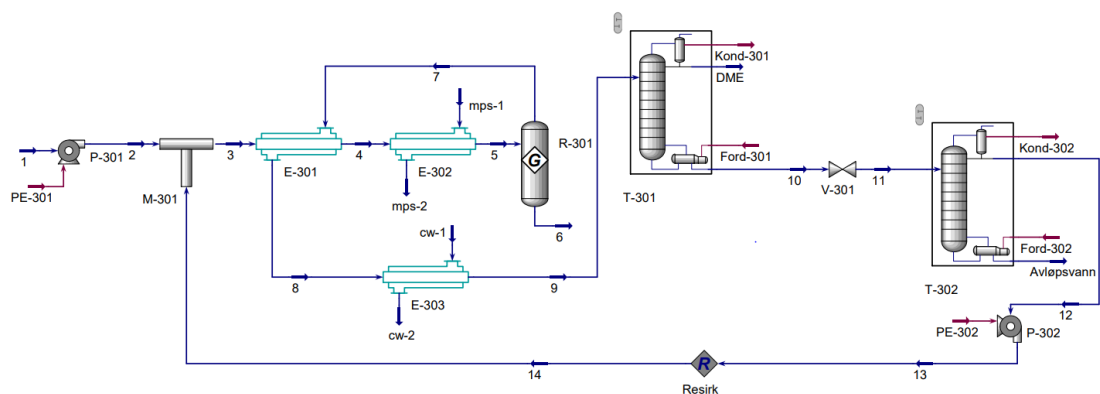 Kond-301
DME
7
mps-1
R-301
G
Kond-302
1
2
P-301
3
4
5
PE-301
M-301
E-301
E-302
mps-2
6
Ford-301
T-301
10
V-301
11
cw-1
8
9
E-303
cw-2
Ford-302
Avløpsvann
T-302
12
PE-302
P-302
14
R
13
Resirk